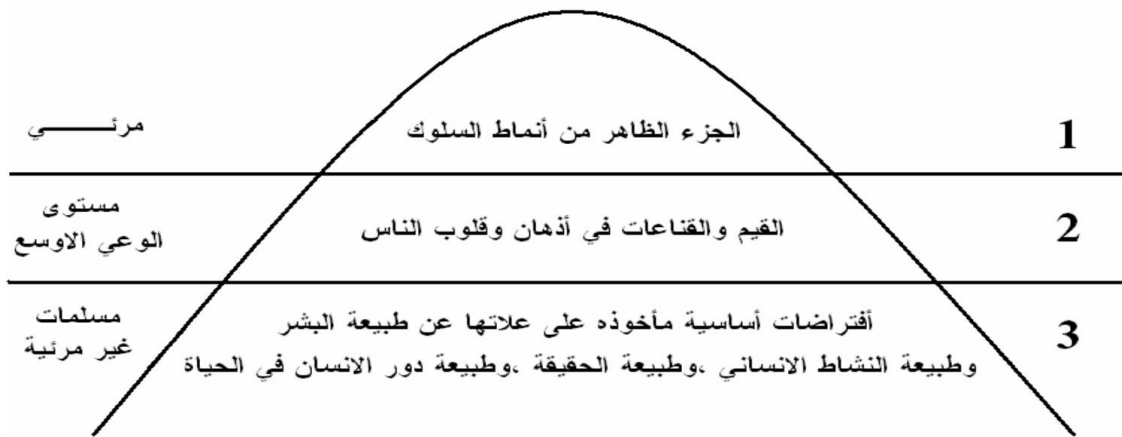 1
الجزء الظاهر من أنماط السلوك
مرئـــــي
2
القيم والقناعات في أذهان وقلوب الناس
مستوى
الوعي الاوسع
3
أفتراضات أساسية مأخوذه على علاتها عن طبيعة البشر
وطبيعة النشاط الانساني ،وطبيعة الحقيقة ،وطبيعة دور الانسان في الحياة
مسلمات
غير مرئية